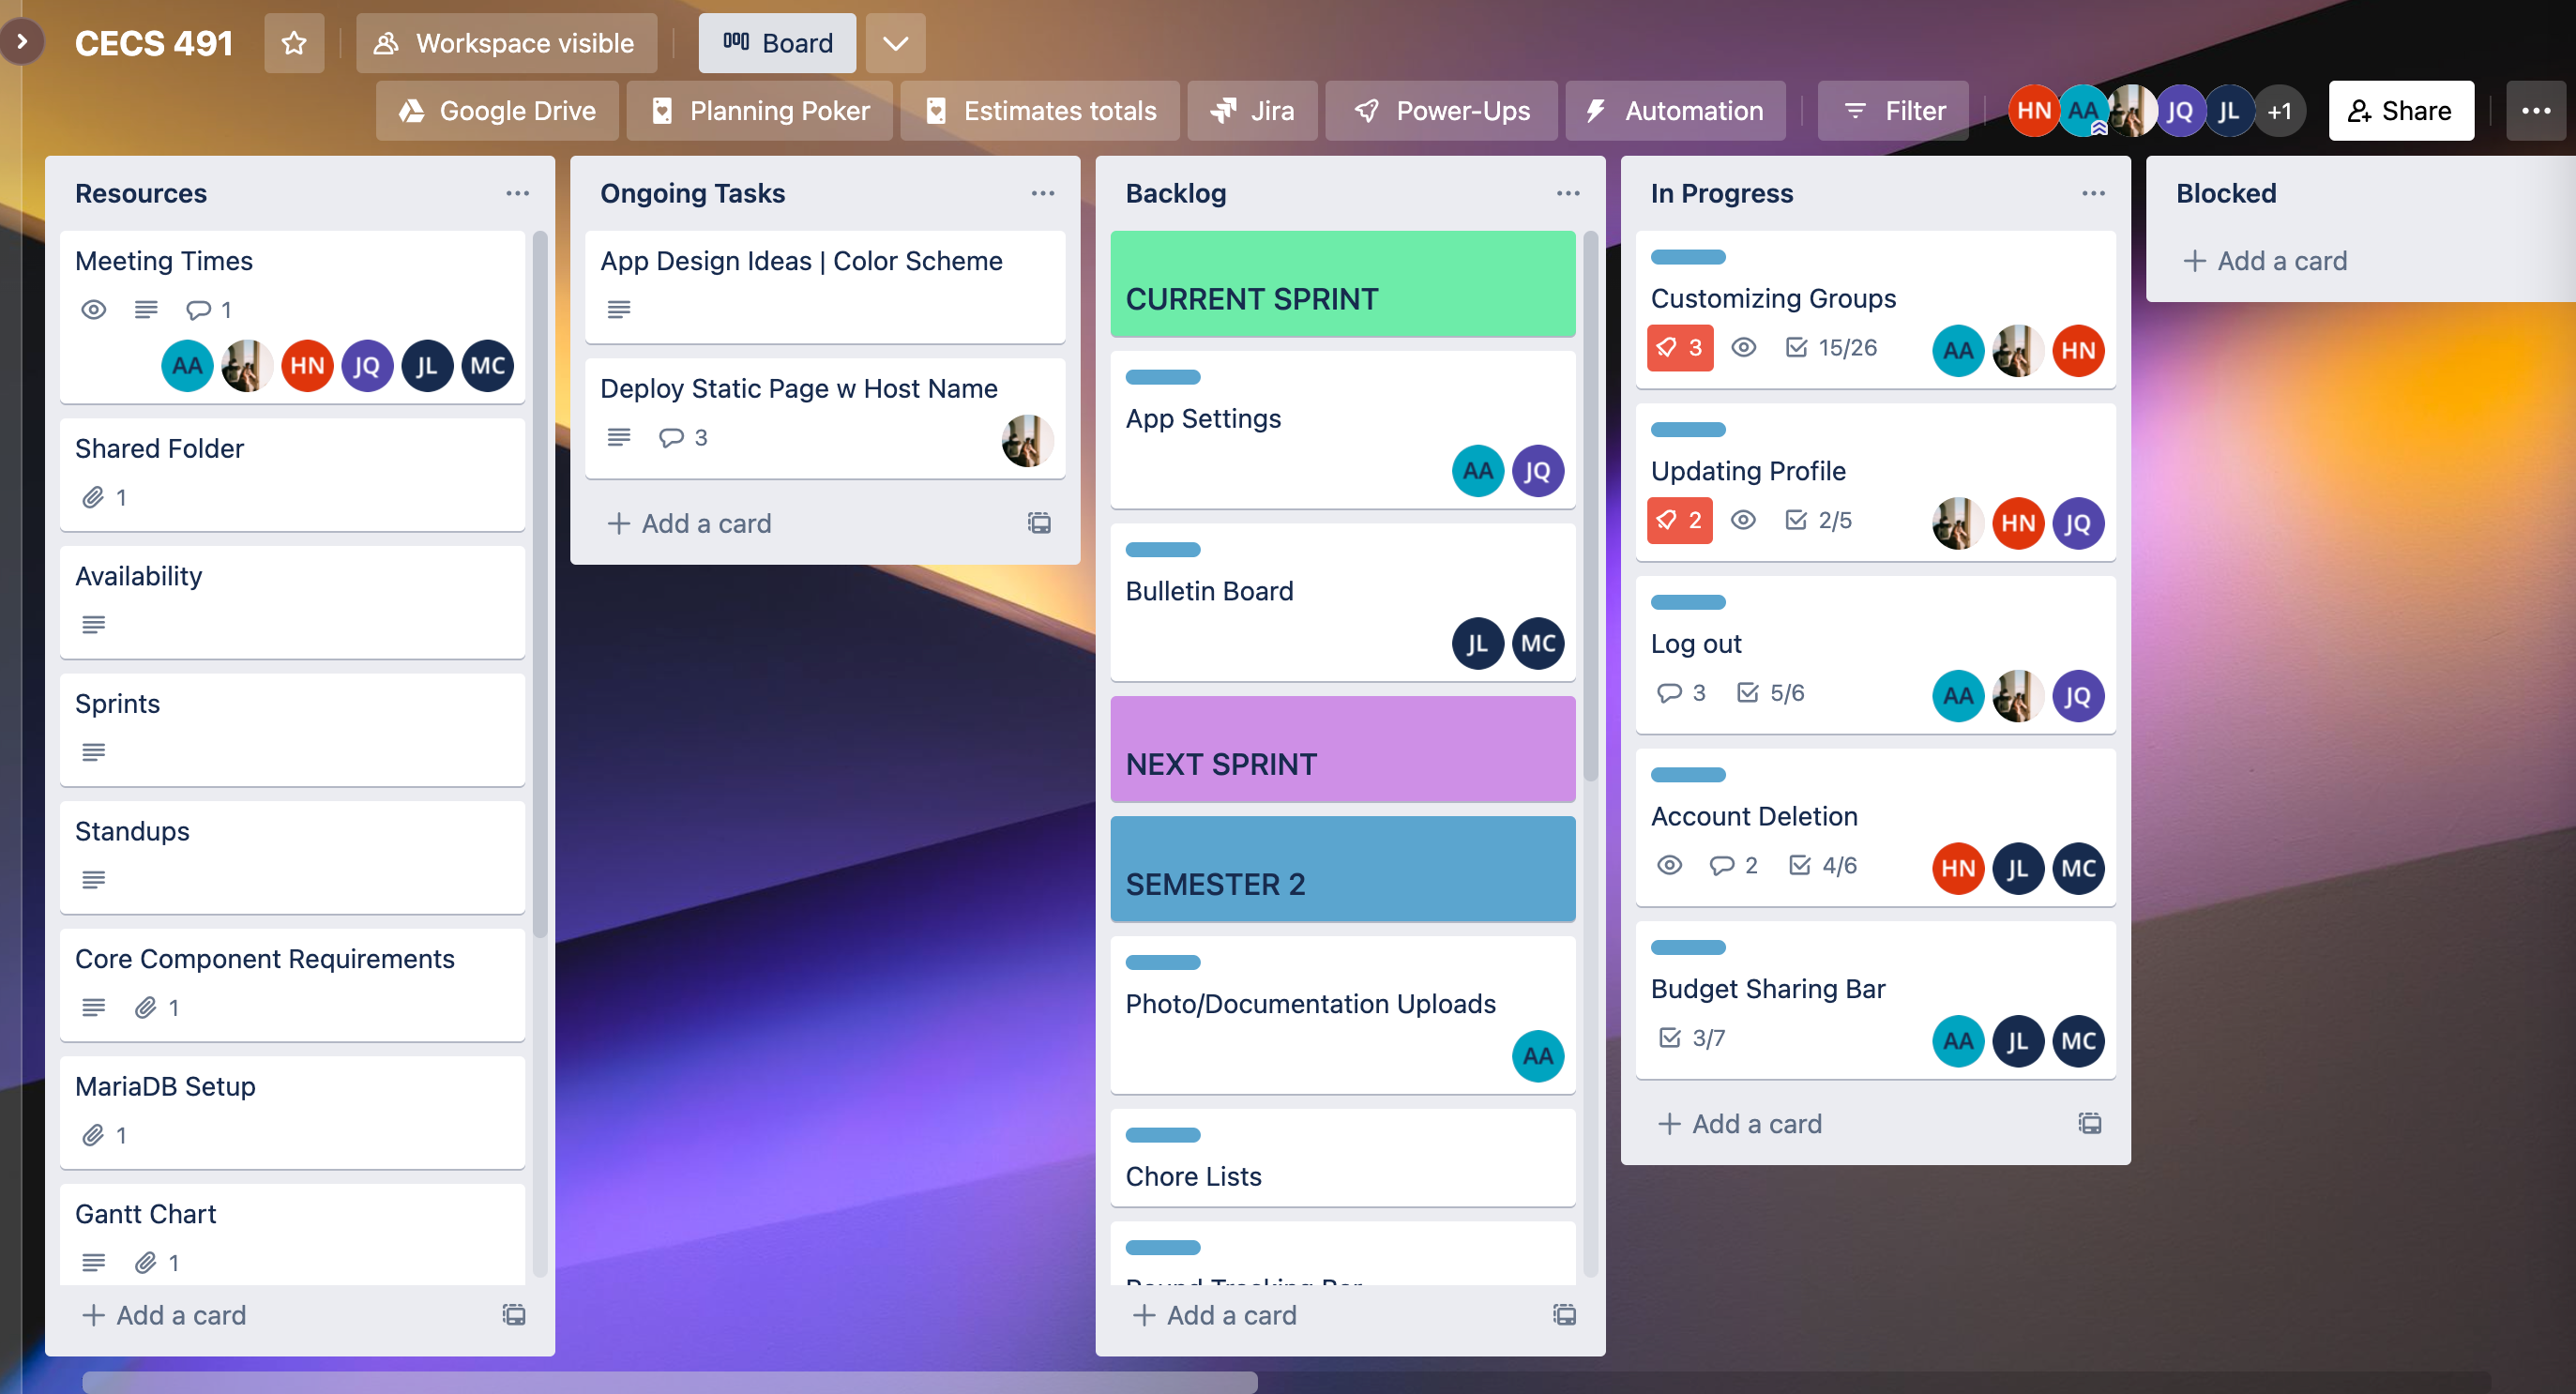 CECS 491
Workspace visible
Board
Google Drive
Planning Poker
Estimates totals
Jira
Power-Ups
Automation
Filter
HN
AA
JQ
JL
+1
Share
Resources
Meeting Times
1
AA
HN
JQ
JL
MC
Shared Folder
1
Availability
Sprints
Standups
Core Component Requirements
1
MariaDB Setup
1
Gantt Chart
1
Add a card
Ongoing Tasks
App Design Ideas | Color Scheme
Deploy Static Page w Host Name
3
Add a card
Backlog
CURRENT SPRINT
App Settings
AA
JQ
Bulletin Board
JL
MC
NEXT SPRINT
SEMESTER 2
Photo/Documentation Uploads
AA
Chore Lists
Add a card
In Progress
Customizing Groups
3
15/26
AA
HN
Updating Profile
2
2/5
HN
JQ
Log out
3
5/6
AA
JQ
Account Deletion
2
4/6
HN
JL
MC
Budget Sharing Bar
3/7
AA
JL
MC
Add a card
Blocked
Add a card